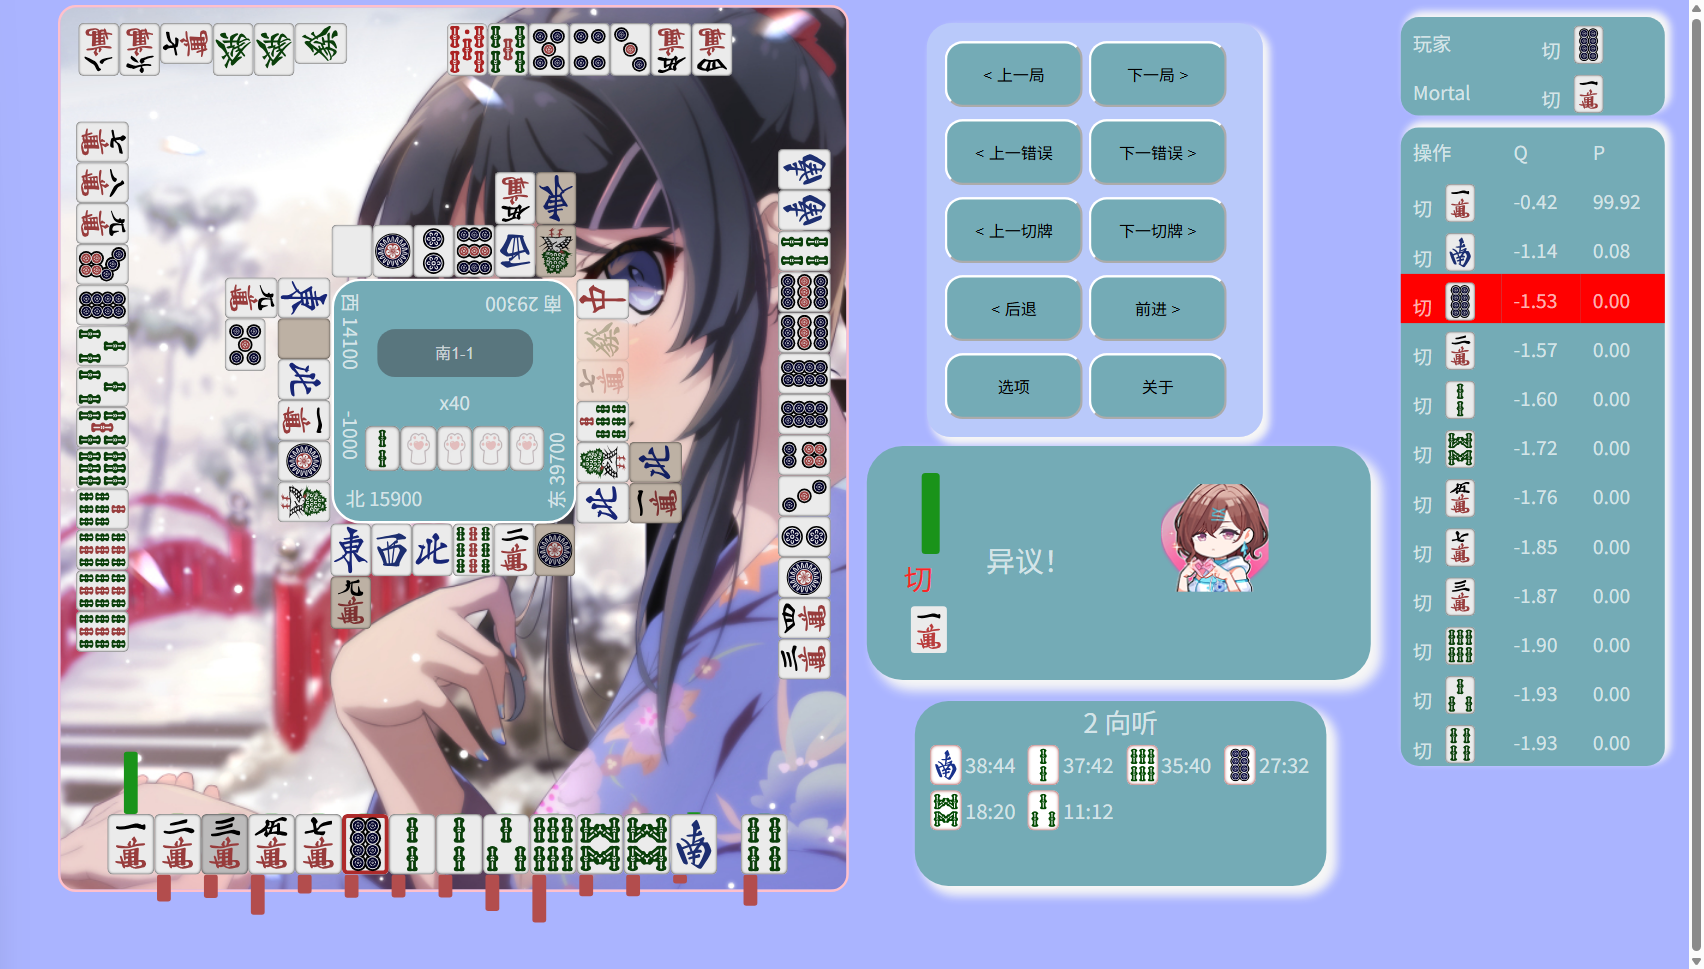 < 上一局
下一局 >
< 上一错误
下一错误 >
< 上一切牌
下一切牌 >
< 后退
前进 >
选项
关于
西 14100
南 29300
南1-1
x40
-1000
北 15900
东 39700
玩家 切
Mortal 切
操作 Q P
切 -0.42 99.92
切 -1.14 0.08
切 -1.53 0.00
切 -1.57 0.00
切 -1.60 0.00
切 -1.72 0.00
切 -1.76 0.00
切 -1.85 0.00
切 -1.87 0.00
切 -1.90 0.00
切 -1.93 0.00
切 -1.93 0.00
切
异议！
2 向听
38:44 37:42 35:40 27:32
18:20 11:12